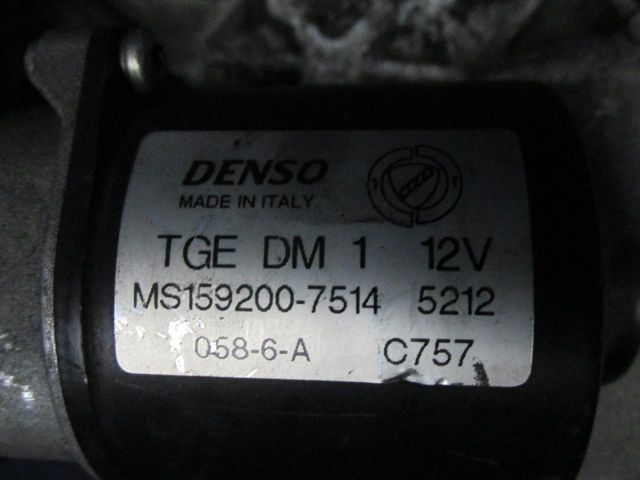 DENSO
MADE IN ITALY
TGE DM 1 12V
MS159200-7514 5212
058-6-A C757